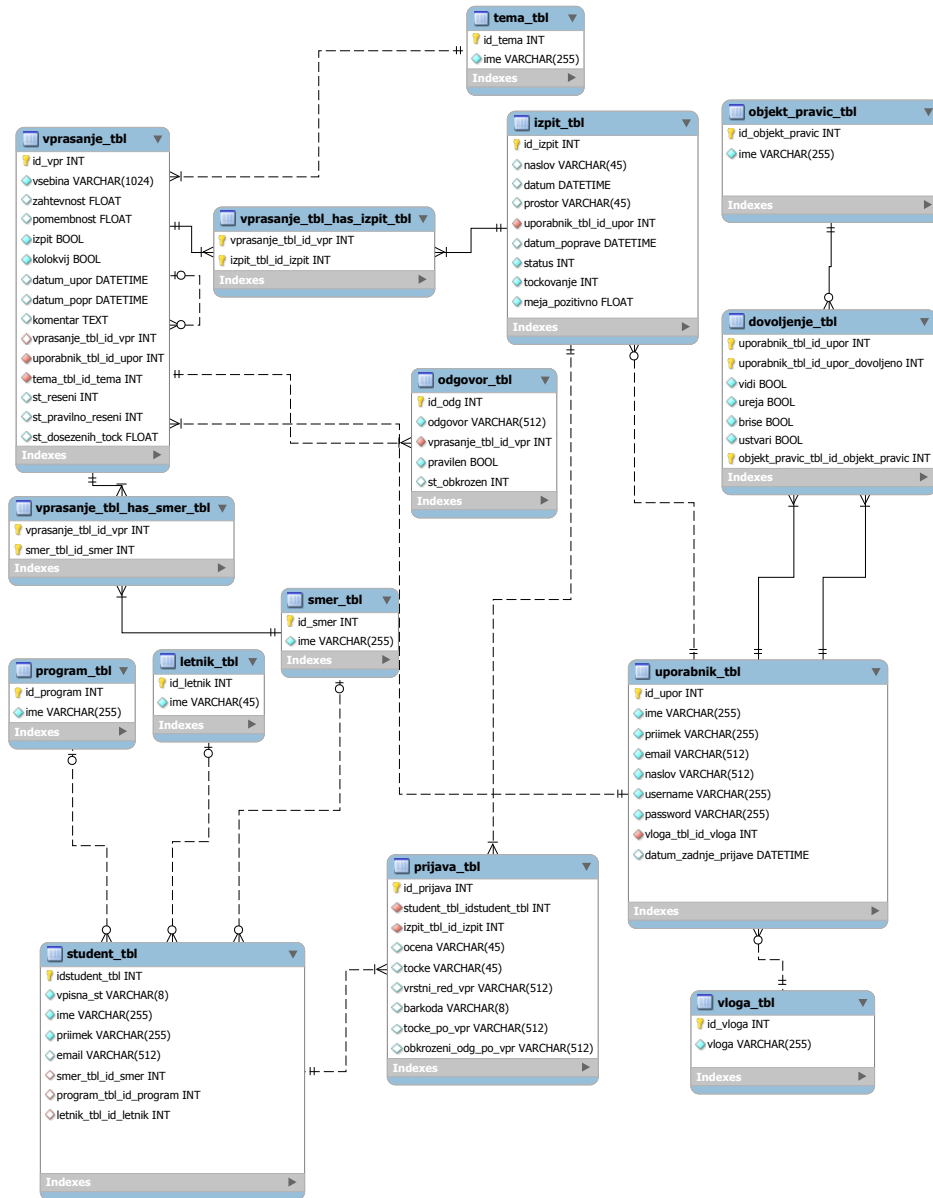 tema_tbl
id_tema INT
ime VARCHAR(255)
Indexes
vprasanje_tbl
id_vpr INT
vsebina VARCHAR(1024)
zahtevnost FLOAT
pomembnost FLOAT
izpit BOOL
kolokvij BOOL
datum_upor DATETIME
datum_popr DATETIME
komentar TEXT
vprasanje_tbl_id_vpr INT
uporabnik_tbl_id_upor INT
tema_tbl_id_tema INT
st_reseni INT
st_pravilno_reseni INT
st_dosezenih_tock FLOAT
Indexes
vprasanje_tbl_has_izpit_tbl
vprasanje_tbl_id_vpr INT
izpit_tbl_id_izpit INT
Indexes
izpit_tbl
id_izpit INT
naslov VARCHAR(45)
datum DATETIME
prostor VARCHAR(45)
uporabnik_tbl_id_upor INT
datum_poprave DATETIME
status INT
tockovanje INT
meja_pozitivno FLOAT
Indexes
objekt_pravic_tbl
id_objekt_pravic INT
ime VARCHAR(255)
Indexes
dovoljenje_tbl
uporabnik_tbl_id_upor INT
uporabnik_tbl_id_upor_dovoljeno INT
vidi BOOL
ureja BOOL
brise BOOL
ustvari BOOL
objekt_pravic_tbl_id_objekt_pravic INT
Indexes
odgovor_tbl
id_odg INT
odgovor VARCHAR(512)
vprasanje_tbl_id_vpr INT
pravilen BOOL
st_obkrozen INT
Indexes
vprasanje_tbl_has_smer_tbl
vprasanje_tbl_id_vpr INT
smer_tbl_id_smer INT
Indexes
smer_tbl
id_smer INT
ime VARCHAR(255)
Indexes
program_tbl
id_program INT
ime VARCHAR(255)
Indexes
letnik_tbl
id_letnik INT
ime VARCHAR(45)
Indexes
uporabnik_tbl
id_upor INT
ime VARCHAR(255)
priimek VARCHAR(255)
email VARCHAR(512)
naslov VARCHAR(512)
username VARCHAR(255)
password VARCHAR(255)
vloga_tbl_id_vloga INT
datum_zadnje_prijave DATETIME
Indexes
prijava_tbl
id_prijava INT
student_tbl_idstudent_tbl INT
izpit_tbl_id_izpit INT
ocena VARCHAR(45)
tocke VARCHAR(45)
vrstni_red_vpr VARCHAR(512)
barkoda VARCHAR(8)
tocke_po_vpr VARCHAR(512)
obkrozeni_odg_po_vpr VARCHAR(512)
Indexes
student_tbl
idstudent_tbl INT
vpisna_st VARCHAR(8)
ime VARCHAR(255)
priimek VARCHAR(255)
email VARCHAR(512)
smer_tbl_id_smer INT
program_tbl_id_program INT
letnik_tbl_id_letnik INT
Indexes
vloga_tbl
id_vloga INT
vloga VARCHAR(255)
Indexes